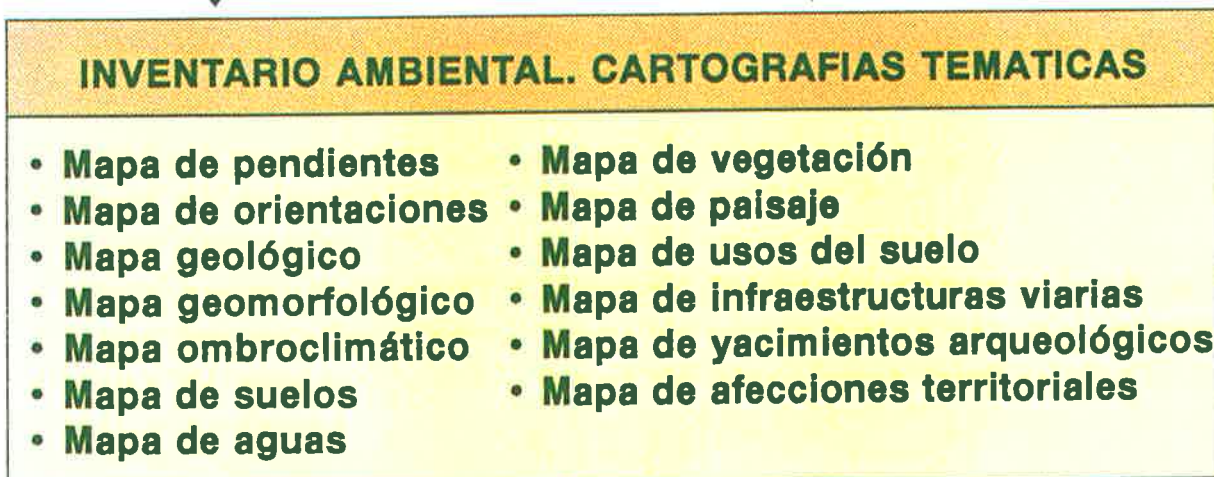 INVENTARIO AMBIENTAL. CARTOGRAFIAS TEMATICAS
• Mapa de pendientes
• Mapa de orientaciones
• Mapa geológico
• Mapa geomorfológico
• Mapa ombroclimático
• Mapa de suelos
• Mapa de aguas
• Mapa de vegetación
• Mapa de paisaje
• Mapa de usos del suelo
• Mapa de infraestructuras viarias
• Mapa de yacimientos arqueológicos
• Mapa de afecciones territoriales